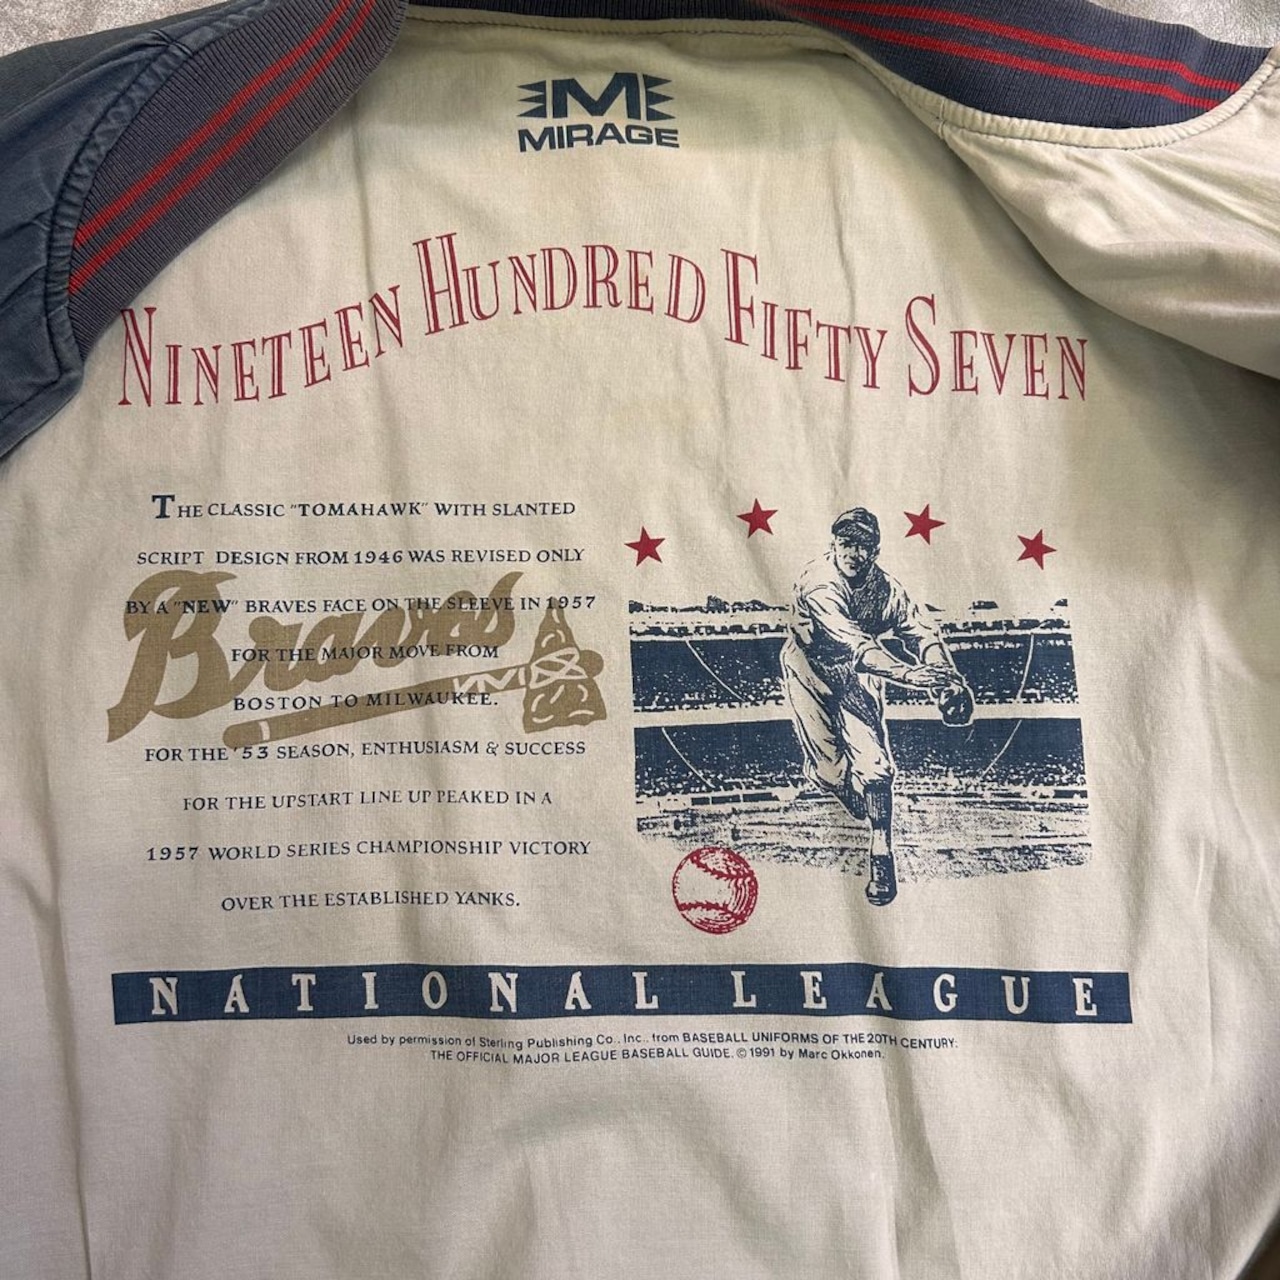 M
MIRAGE
NINETEEN HUNDRED FIFTY SEVEN
THE CLASSIC "TOMAHAWK" WITH SLANTED
SCRIPT DESIGN FROM 1946 WAS REVISED ONLY
BY A "NEW" BRAVES FACE ON THE SLEEVE IN 1957
FOR THE MAJOR MOVE FROM
BOSTON TO MILWAUKEE.
FOR THE '53 SEASON, ENTHUSIASM & SUCCESS
FOR THE UPSTART LINE UP PEAKED IN A
1957 WORLD SERIES CHAMPIONSHIP VICTORY
OVER THE ESTABLISHED YANKS.
Braves
NATIONAL LEAGUE
Used by permission of Sterling Publishing Co., Inc., from BASEBALL UNIFORMS OF THE 20TH CENTURY:
THE OFFICIAL MAJOR LEAGUE BASEBALL GUIDE. © 1991 by Marc Okkonen.